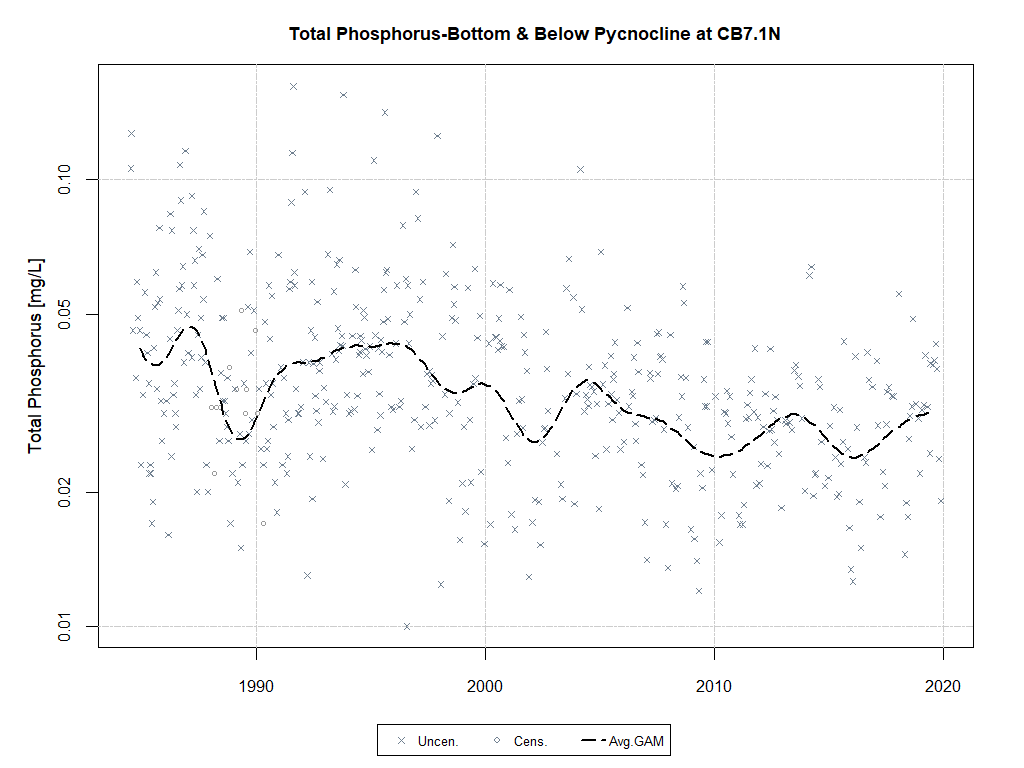 Total Phosphorus-Bottom & Below Pycnocline at CB7.1N
Total Phosphorus [mg/L]
0.10
0.05
0.02
0.01
1990 2000 2010 2020
Uncen. Cens. Avg.GAM